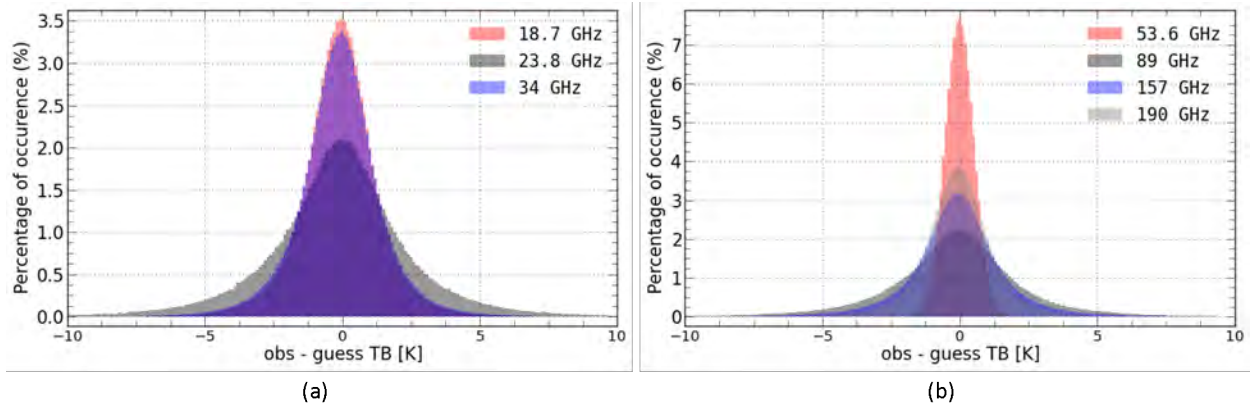 3.5
3.0
2.5
2.0
1.5
1.0
0.5
0.0
Percentage of occurence (%)
18.7 GHz
23.8 GHz
34 GHz
−10
−5
0
5
10
obs - guess TB [K]
(a)
7
6
5
4
3
2
1
0
Percentage of occurence (%)
53.6 GHz
89 GHz
157 GHz
190 GHz
−10
−5
0
5
10
obs - guess TB [K]
(b)